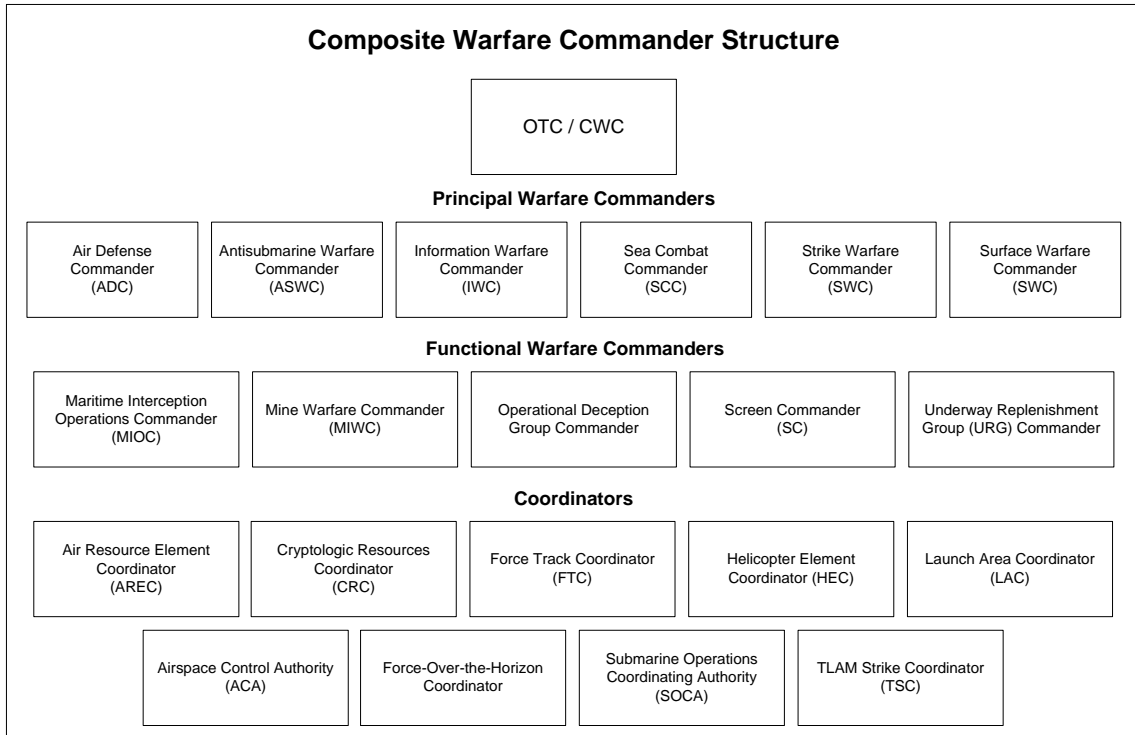 Composite Warfare Commander Structure
OTC / CWC
Principal Warfare Commanders
Air Defense
Commander
(ADC)
Antisubmarine Warfare
Commander
(ASWC)
Information Warfare
Commander
(IWC)
Sea Combat
Commander
(SCC)
Strike Warfare
Commander
(SWC)
Surface Warfare
Commander
(SWC)
Functional Warfare Commanders
Maritime Interception
Operations Commander
(MIOC)
Mine Warfare Commander
(MIWC)
Operational Deception
Group Commander
Screen Commander
(SC)
Underway Replenishment
Group (URG) Commander
Coordinators
Air Resource Element
Coordinator
(AREC)
Cryptologic Resources
Coordinator
(CRC)
Force Track Coordinator
(FTC)
Helicopter Element
Coordinator (HEC)
Launch Area Coordinator
(LAC)
Airspace Control Authority
(ACA)
Force-Over-the-Horizon
Coordinator
Submarine Operations
Coordinating Authority
(SOCA)
TLAM Strike Coordinator
(TSC)